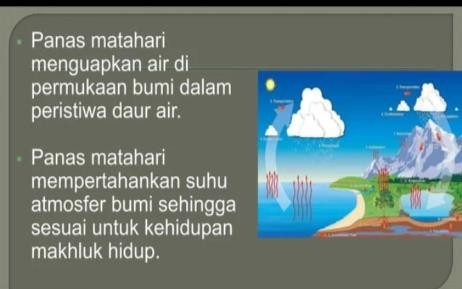 Panas matahari
menguapkan air di
permukaan bumi dalam
peristiwa daur air.
Panas matahari
mempertahankan suhu
atmosfer bumi sehingga
sesuai untuk kehidupan
makhluk hidup.